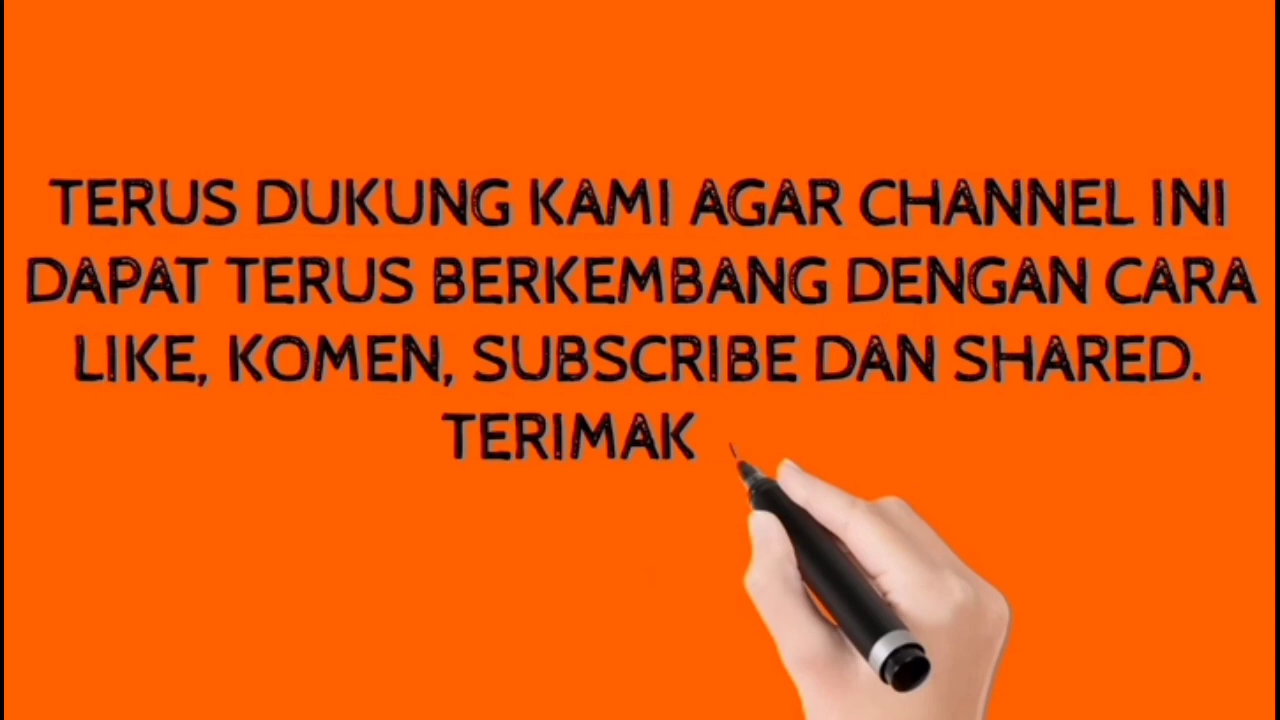 TERUS DUKUNG KAMI AGAR CHANNEL INI
DAPAT TERUS BERKEMBANG DENGAN CARA
LIKE, KOMEN, SUBSCRIBE DAN SHARED.
TERIMAK